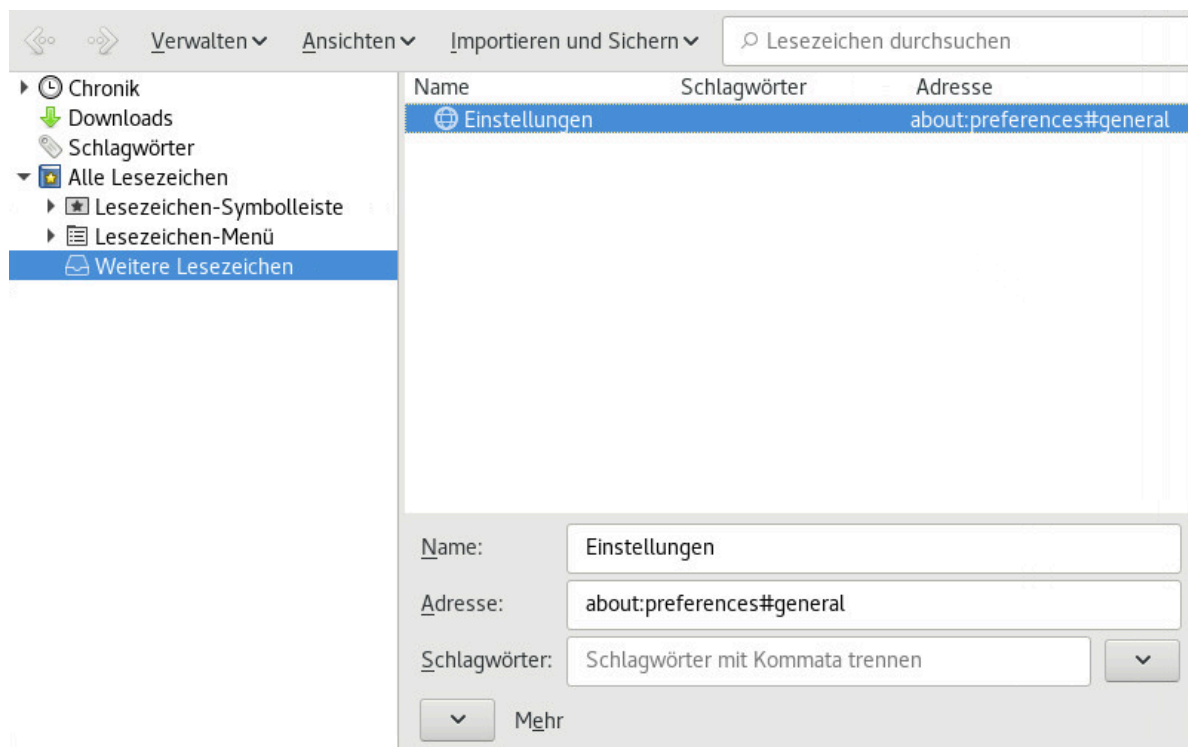 Verwalten Ansichten Importieren und Sichern Lesezeichen durchsuchen
Chronik
Downloads
Schlagwörter
Alle Lesezeichen
Lesezeichen-Symbolleiste
Lesezeichen-Menü
Weitere Lesezeichen
Name Schlagwörter Adresse
Einstellungen about:preferences#general
Name: Einstellungen
Adresse: about:preferences#general
Schlagwörter: Schlagwörter mit Kommata trennen
Mehr